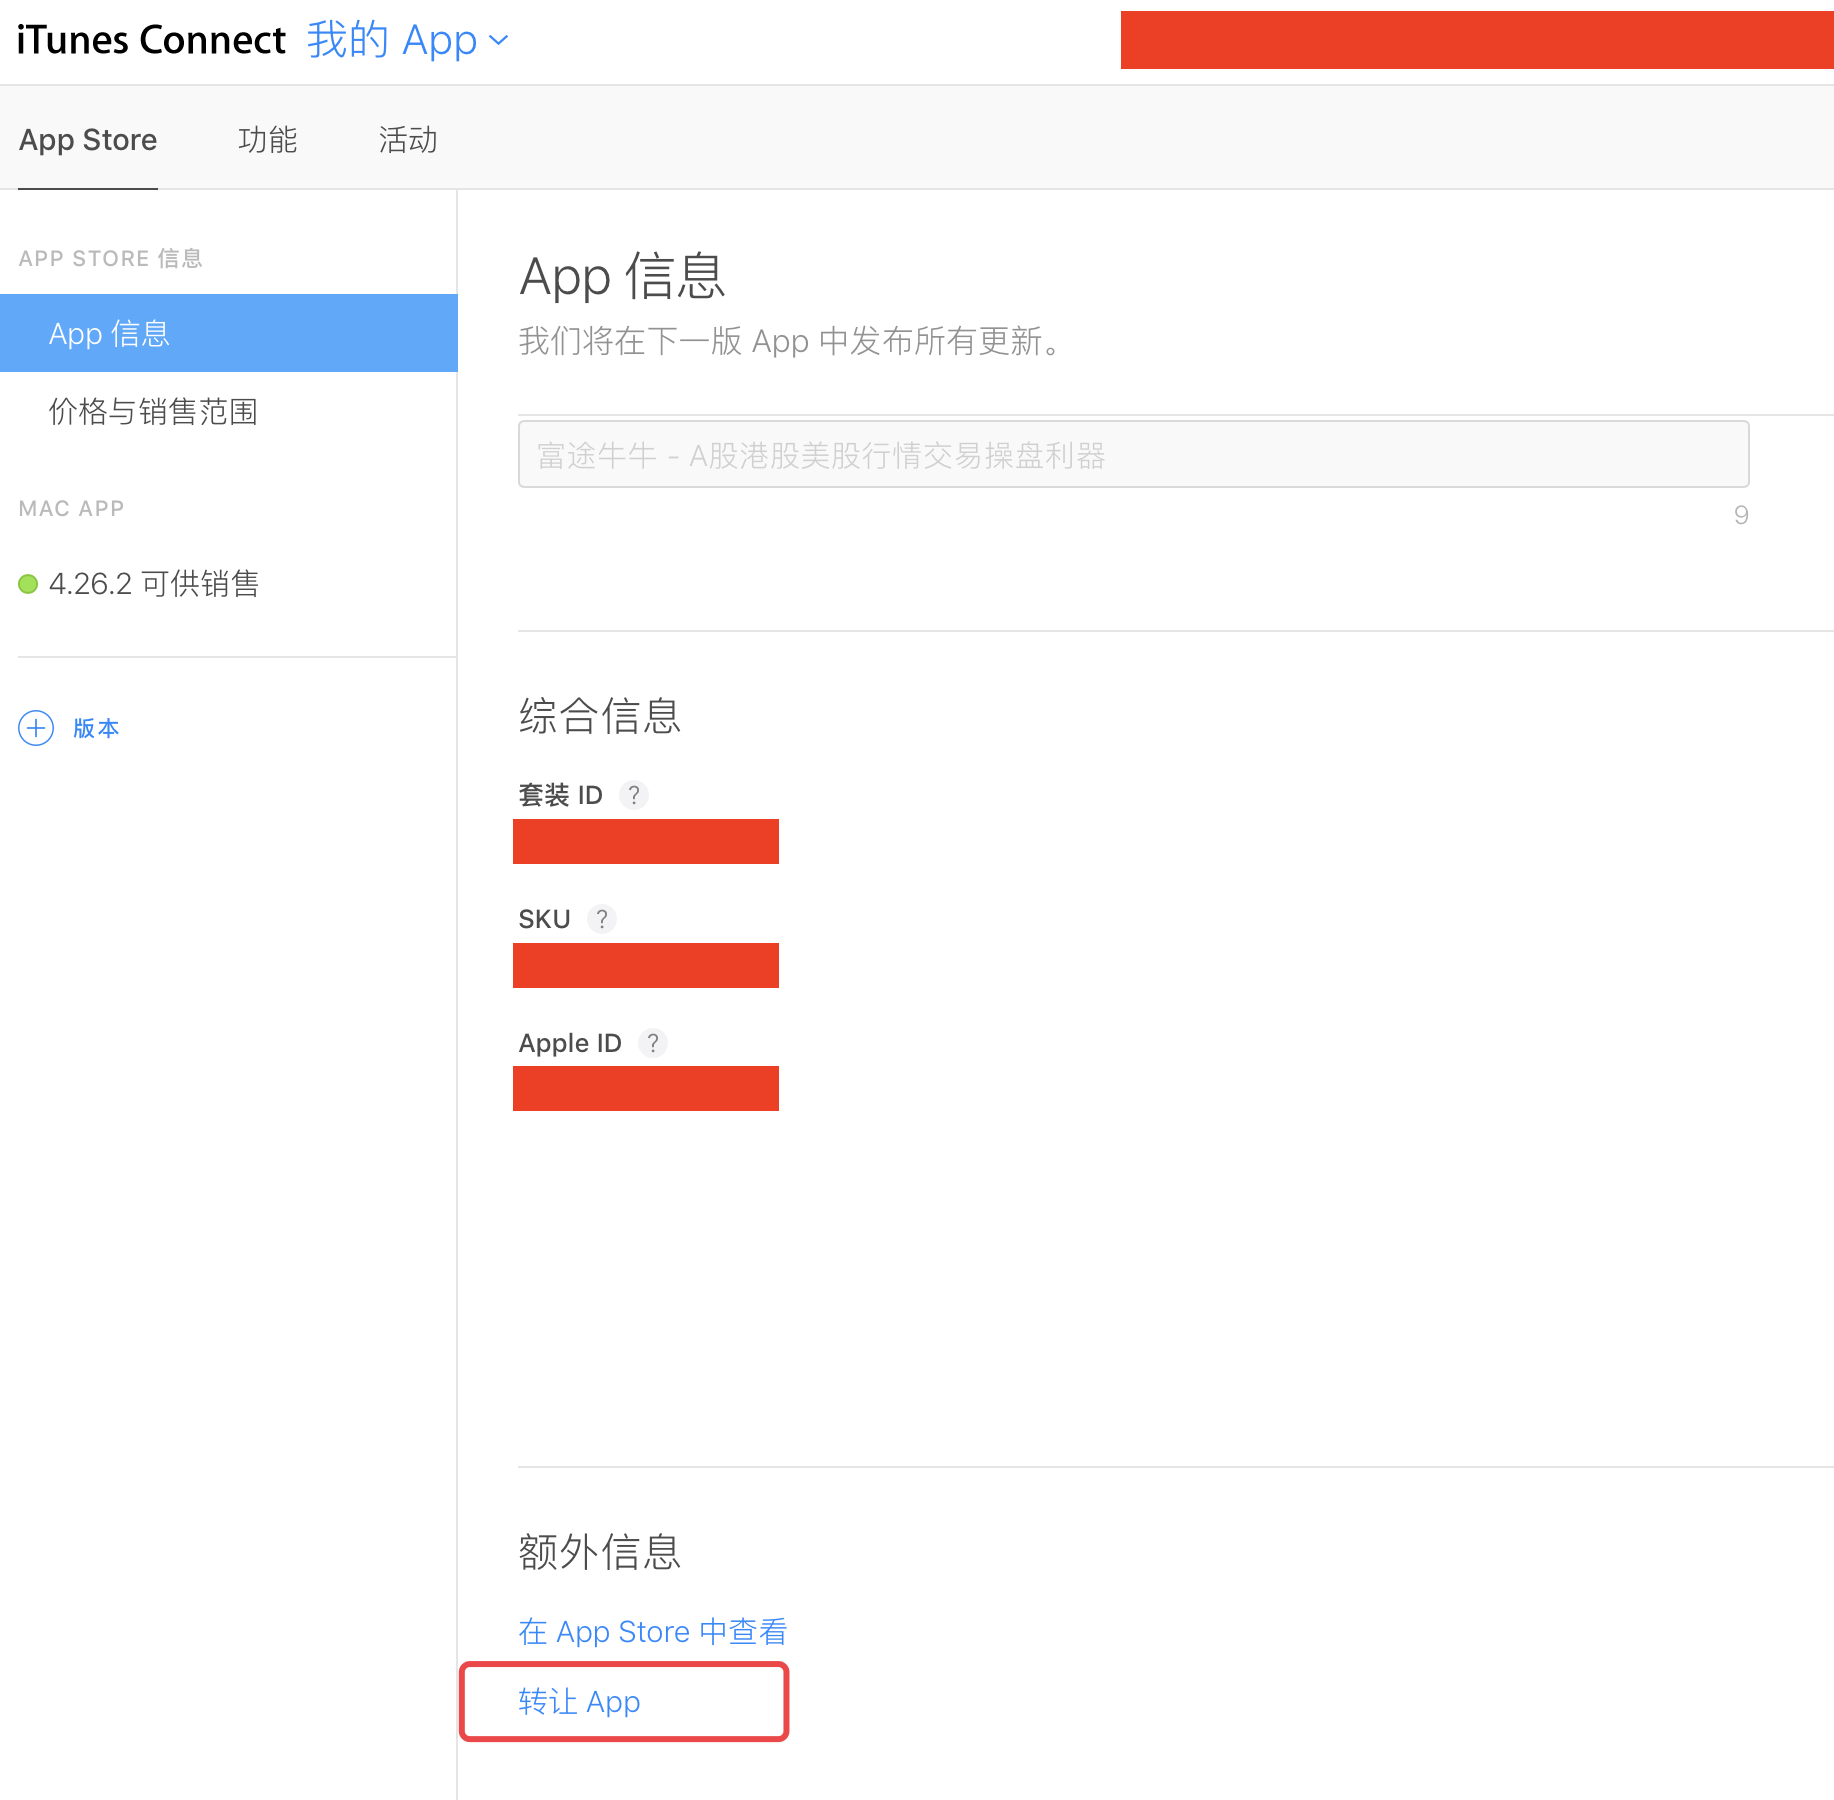 iTunes Connect 我的 App
App Store 功能 活动
APP STORE 信息
App 信息
价格与销售范围
MAC APP
4.26.2 可供销售
版本
App 信息
我们将在下一版 App 中发布所有更新。
富途牛牛 - A股港股美股行情交易操盘利器
9
综合信息
套装 ID ?
SKU ?
Apple ID ?
额外信息
在 App Store 中查看
转让 App